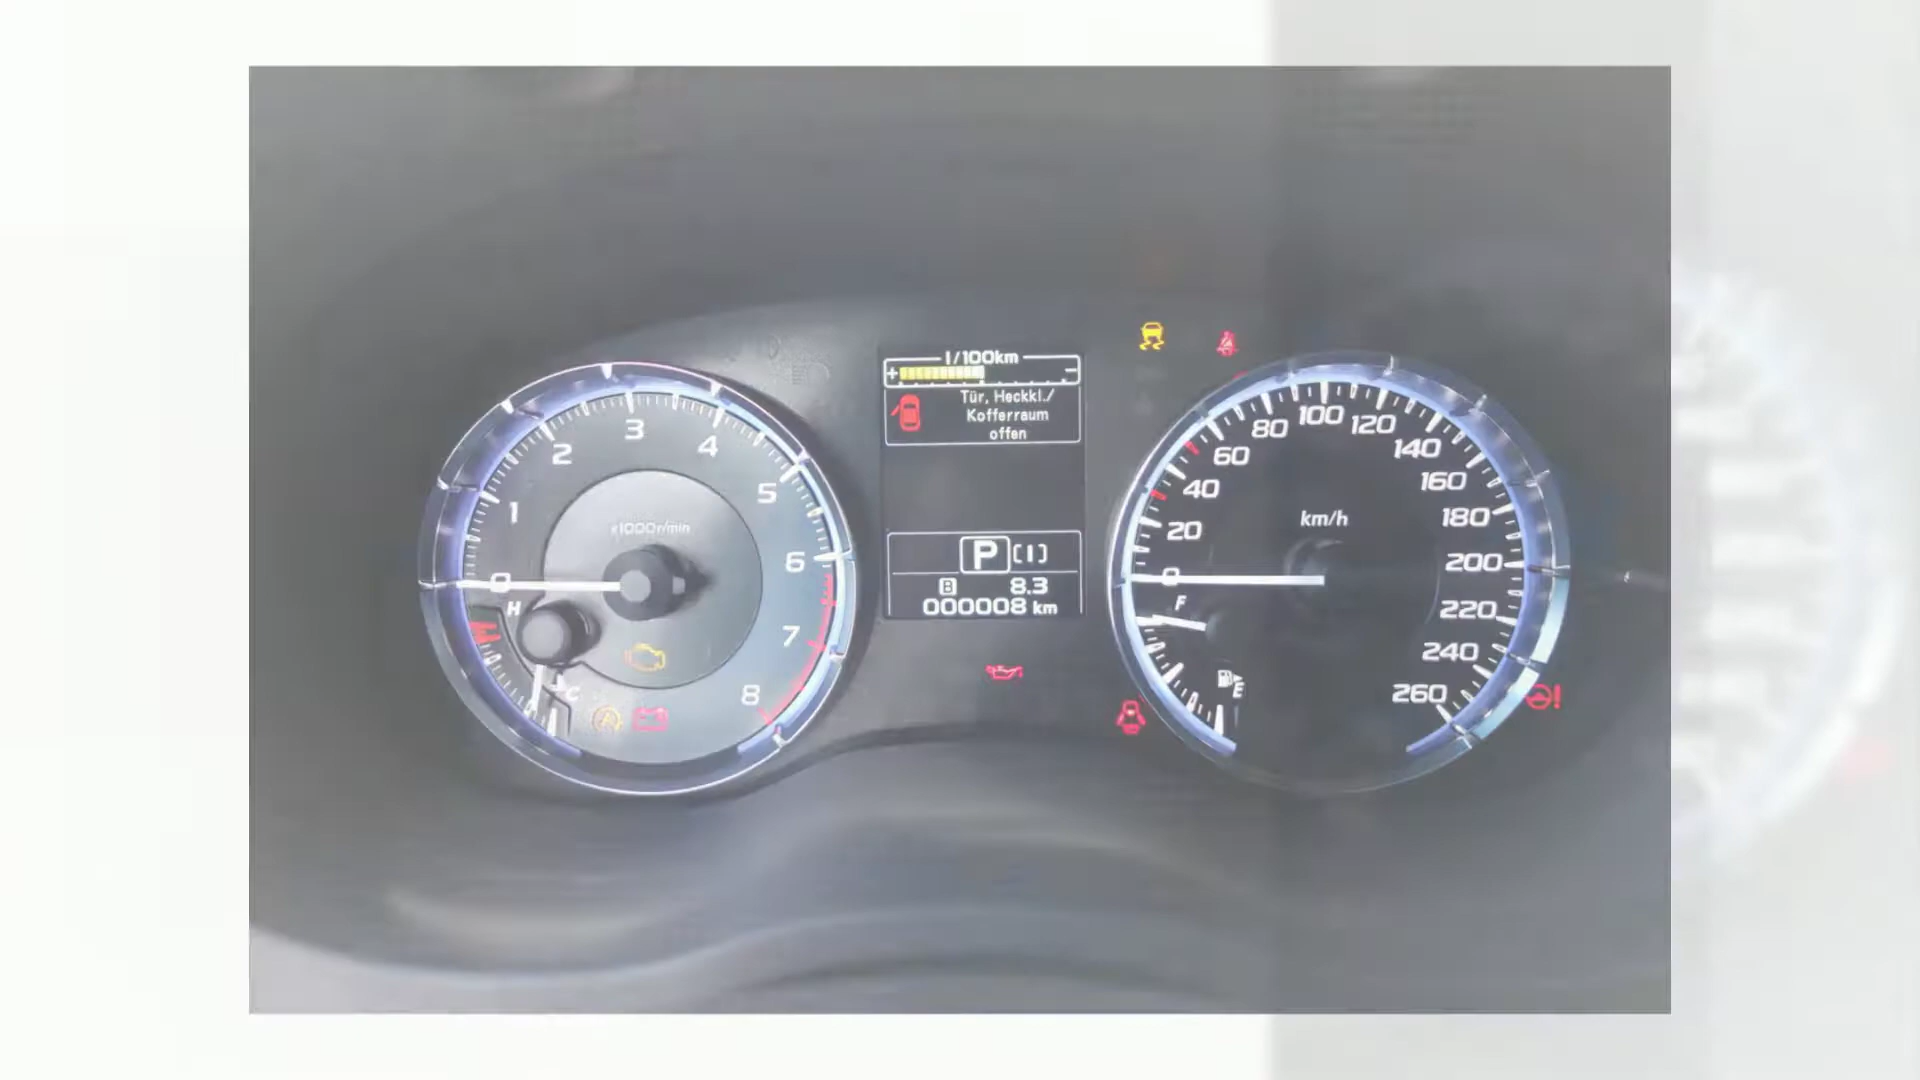 0
1
2
3
4
5
6
7
8
x1000r/min
H
C
A
l/100km
+ −
Tür, Heckkl./
Kofferraum
offen
P [1]
B 8.3
000008 km
0
20
40
60
80
100
120
140
160
180
200
220
240
260
km/h
F
E
!